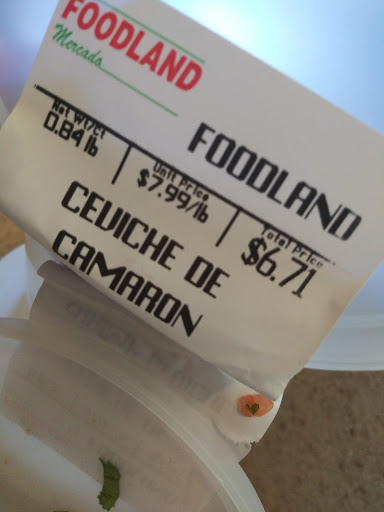 FOODLAND
Mercado
FOODLAND
Net Wt/Ct Unit Price Total Price
0.84 lb $7.99/lb $6.71
CEVICHE DE
CAMARON